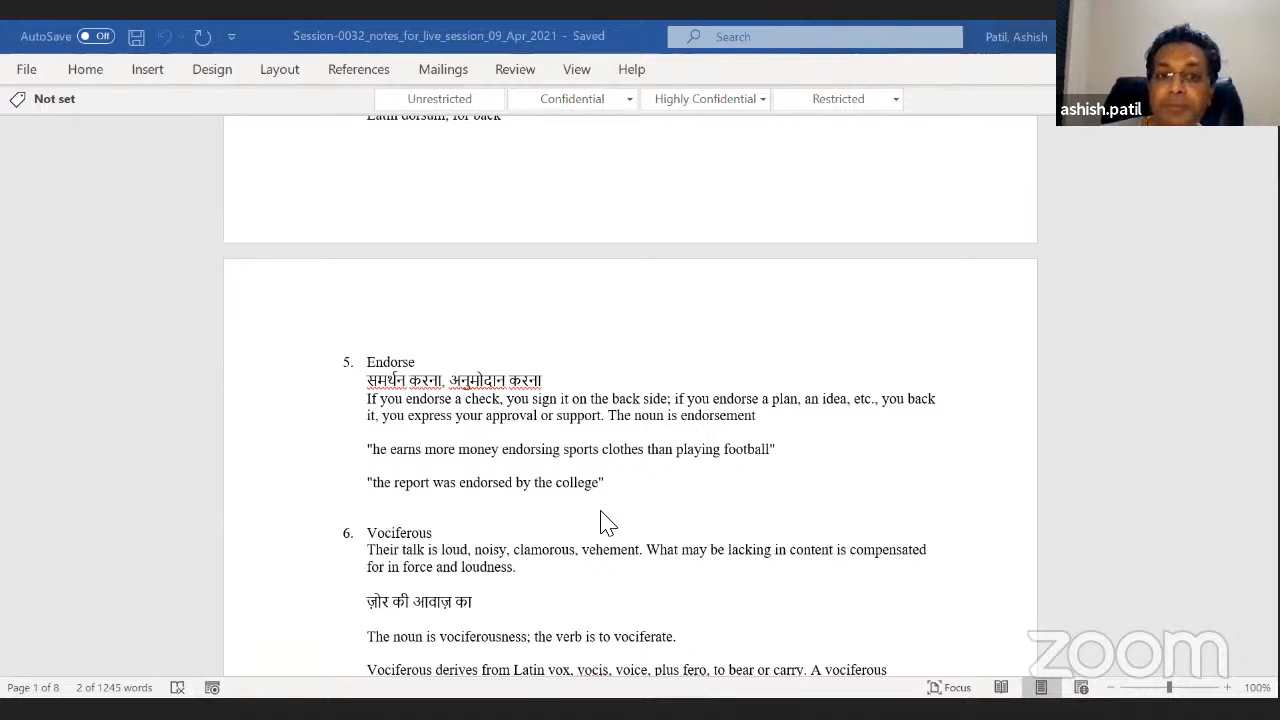 AutoSave Off Session-0032_notes_for_live_session_09_Apr_2021 - Saved Search Patil, Ashish
File Home Insert Design Layout References Mailings Review View Help
Not set Unrestricted Confidential Highly Confidential Restricted
ashish.patil
Latin dorsum, for back
5. Endorse
समर्थन करना, अनुमोदान करना
If you endorse a check, you sign it on the back side; if you endorse a plan, an idea, etc., you back
it, you express your approval or support. The noun is endorsement
"he earns more money endorsing sports clothes than playing football"
"the report was endorsed by the college"
6. Vociferous
Their talk is loud, noisy, clamorous, vehement. What may be lacking in content is compensated
for in force and loudness.
ज़ोर की आवाज़ का
The noun is vociferousness; the verb is to vociferate.
Vociferous derives from Latin vox, vocis, voice, plus fero, to bear or carry. A vociferous
zoom
Page 1 of 8 2 of 1245 words Focus 100%